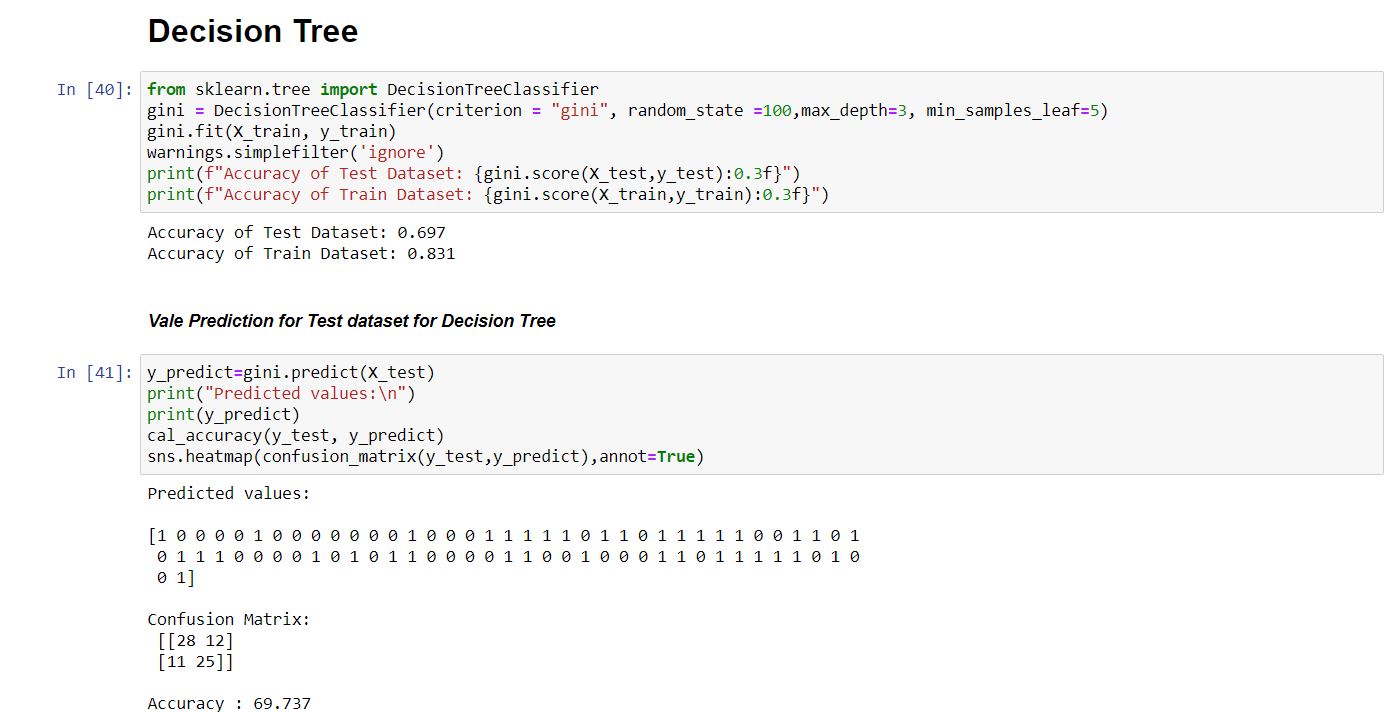 Decision Tree
In [40]:
from sklearn.tree import DecisionTreeClassifier
gini = DecisionTreeClassifier(criterion = "gini", random_state =100,max_depth=3, min_samples_leaf=5)
gini.fit(X_train, y_train)
warnings.simplefilter('ignore')
print(f"Accuracy of Test Dataset: {gini.score(X_test,y_test):0.3f}")
print(f"Accuracy of Train Dataset: {gini.score(X_train,y_train):0.3f}")
Accuracy of Test Dataset: 0.697
Accuracy of Train Dataset: 0.831
Vale Prediction for Test dataset for Decision Tree
In [41]:
y_predict=gini.predict(X_test)
print("Predicted values:\n")
print(y_predict)
cal_accuracy(y_test, y_predict)
sns.heatmap(confusion_matrix(y_test,y_predict),annot=True)
Predicted values:
[1 0 0 0 0 1 0 0 0 0 0 0 0 1 0 0 0 1 1 1 1 1 0 1 1 0 1 1 1 1 1 0 0 1 1 0 1
0 1 1 1 0 0 0 0 1 0 1 0 1 1 0 0 0 0 1 1 0 0 1 0 0 0 1 1 0 1 1 1 1 1 0 1 0
0 1]
Confusion Matrix:
[[28 12]
[11 25]]
Accuracy : 69.737